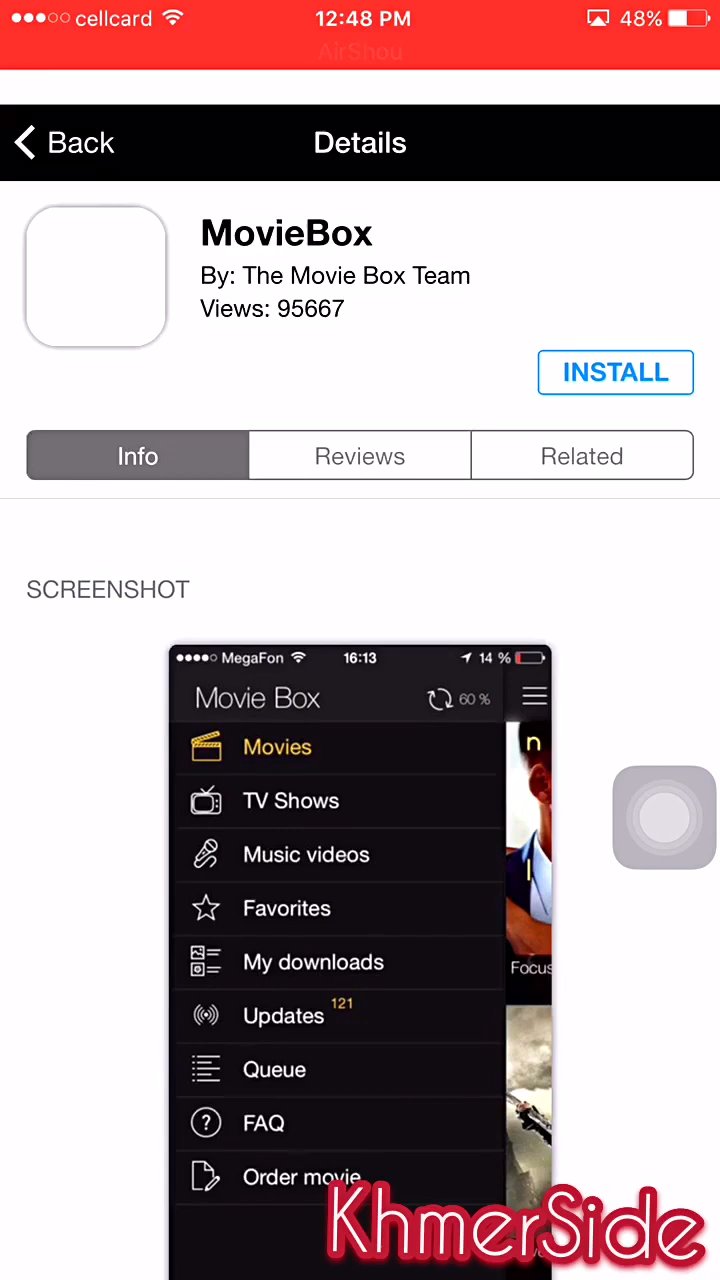 cellcard 12:48 PM 48%
AirShou
Back Details
MovieBox
By: The Movie Box Team
Views: 95667
INSTALL
Info Reviews Related
SCREENSHOT
MegaFon 16:13 14 %
Movie Box 60 %
n
Movies
TV Shows
Music videos
l
Favorites
My downloads
Focus
Updates 121
Queue
FAQ
Order movie
KhmerSide